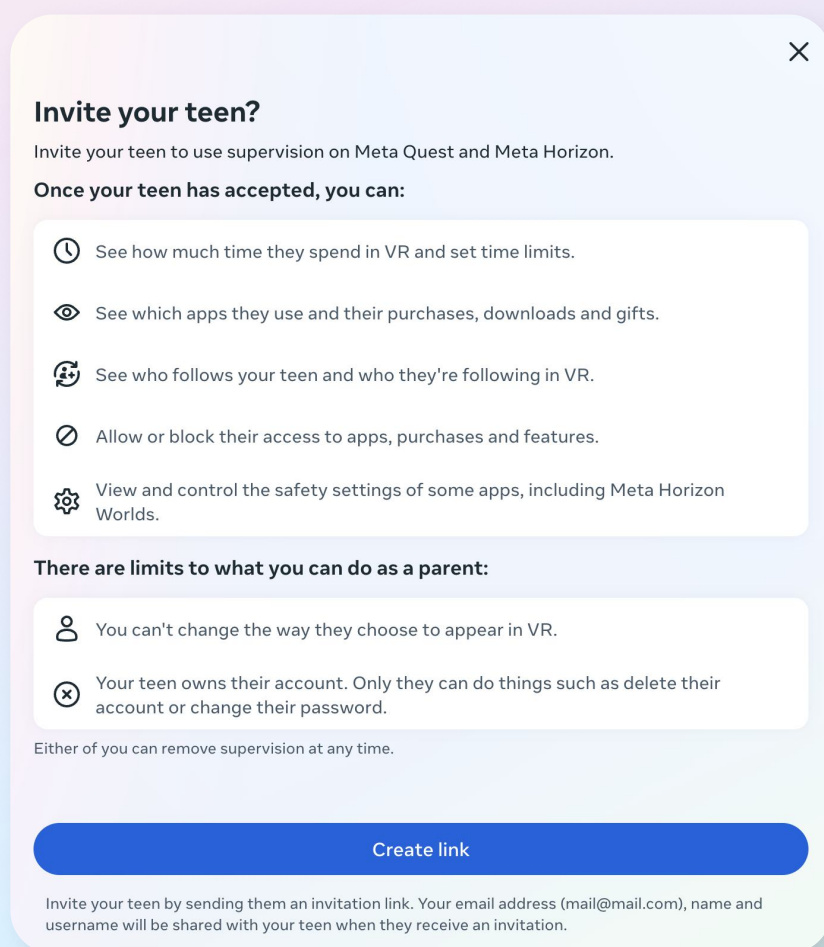 Invite your teen?
Invite your teen to use supervision on Meta Quest and Meta Horizon.
Once your teen has accepted, you can:
See how much time they spend in VR and set time limits.
See which apps they use and their purchases, downloads and gifts.
See who follows your teen and who they're following in VR.
Allow or block their access to apps, purchases and features.
View and control the safety settings of some apps, including Meta Horizon
Worlds.
There are limits to what you can do as a parent:
You can't change the way they choose to appear in VR.
Your teen owns their account. Only they can do things such as delete their
account or change their password.
Either of you can remove supervision at any time.
Create link
Invite your teen by sending them an invitation link. Your email address (mail@mail.com), name and
username will be shared with your teen when they receive an invitation.